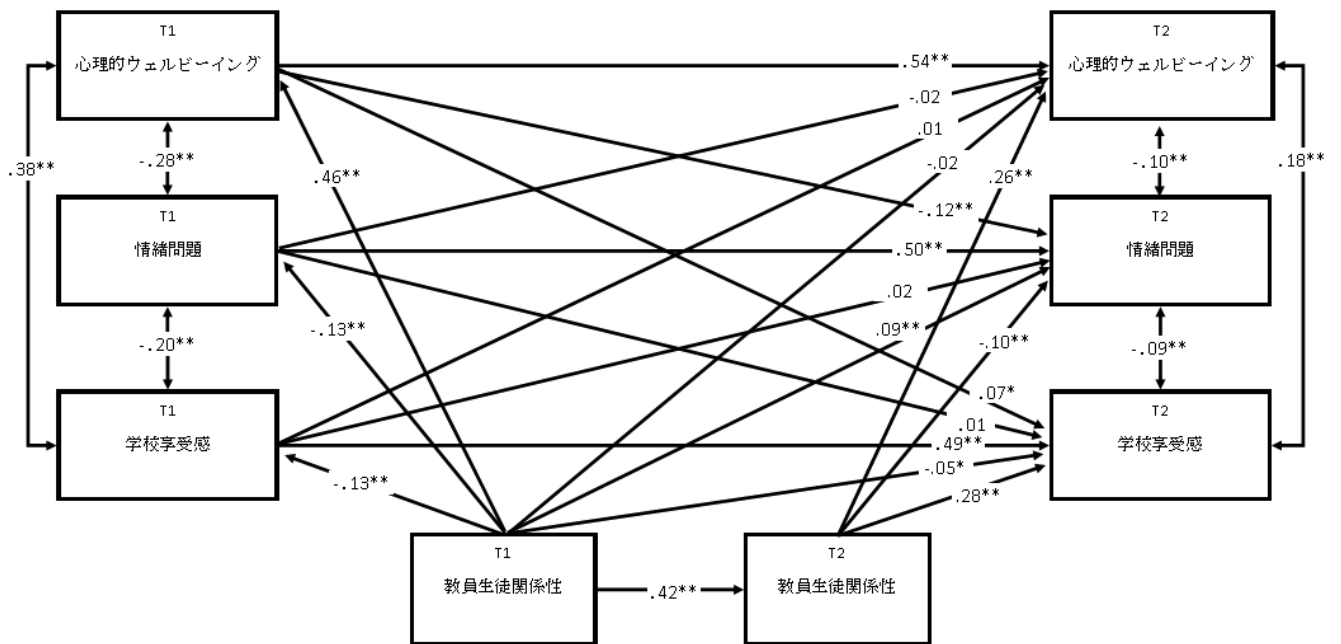 T1
心理的ウェルビーイング
T2
心理的ウェルビーイング
.54**
-.02
.01
-.02
.38**
-.28**
.46**
.26**
-.10**
.18**
-.12**
T1
情緒問題
T2
情緒問題
.50**
.02
-.13**
.09**
-.10**
-.20**
-.09**
.07*
.01
T1
学校享受感
T2
学校享受感
.49**
-.05*
-.13**
.28**
T1
教員生徒関係性
T2
教員生徒関係性
.42**